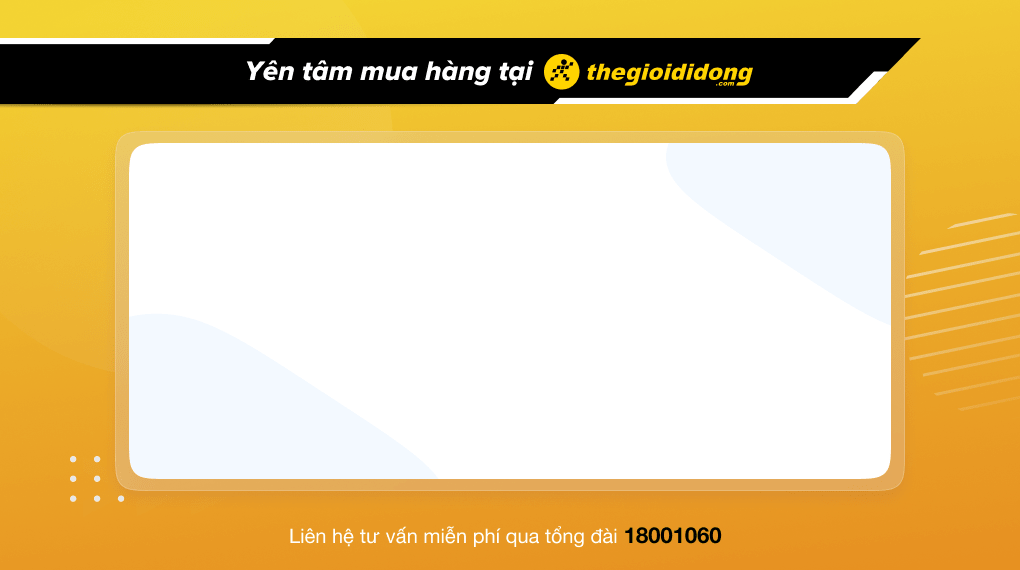 Yên tâm mua hàng tại thegioididong
.com
Liên hệ tư vấn miễn phí qua tổng đài 18001060